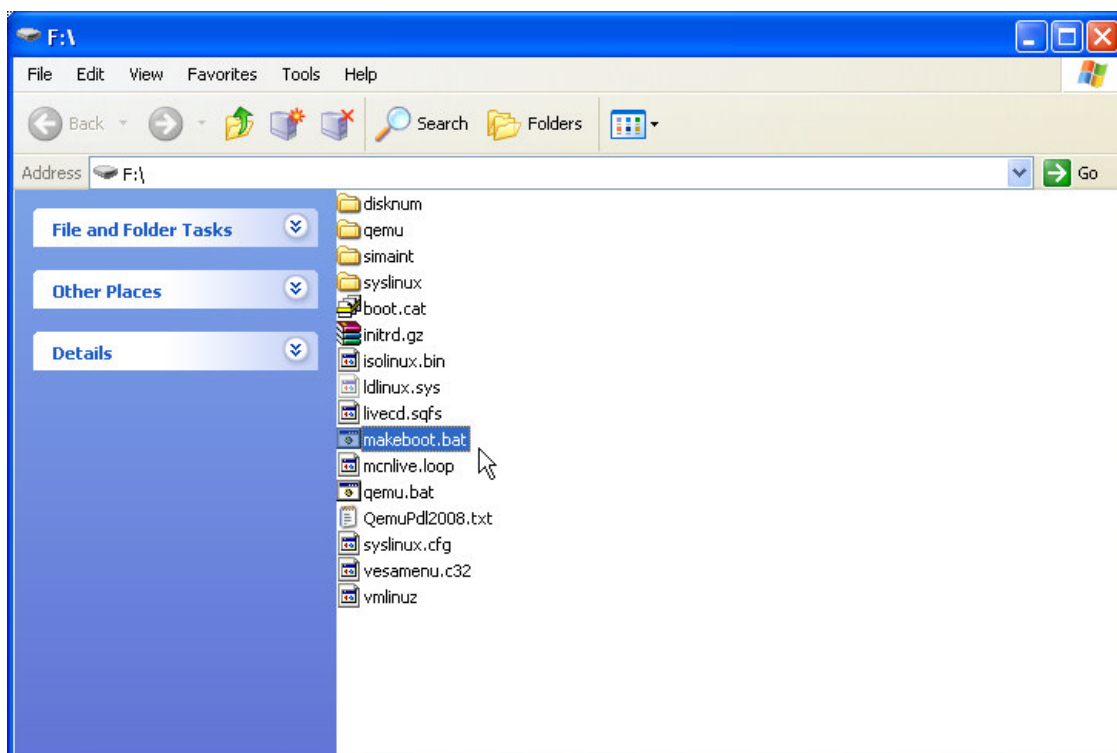 F:\
File Edit View Favorites Tools Help
Back Search Folders
Address F:\ Go
File and Folder Tasks
Other Places
Details
disknum
qemu
simaint
syslinux
boot.cat
initrd.gz
isolinux.bin
ldlinux.sys
livecd.sqfs
makeboot.bat
mcnlive.loop
qemu.bat
QemuPdl2008.txt
syslinux.cfg
vesamenu.c32
vmlinuz